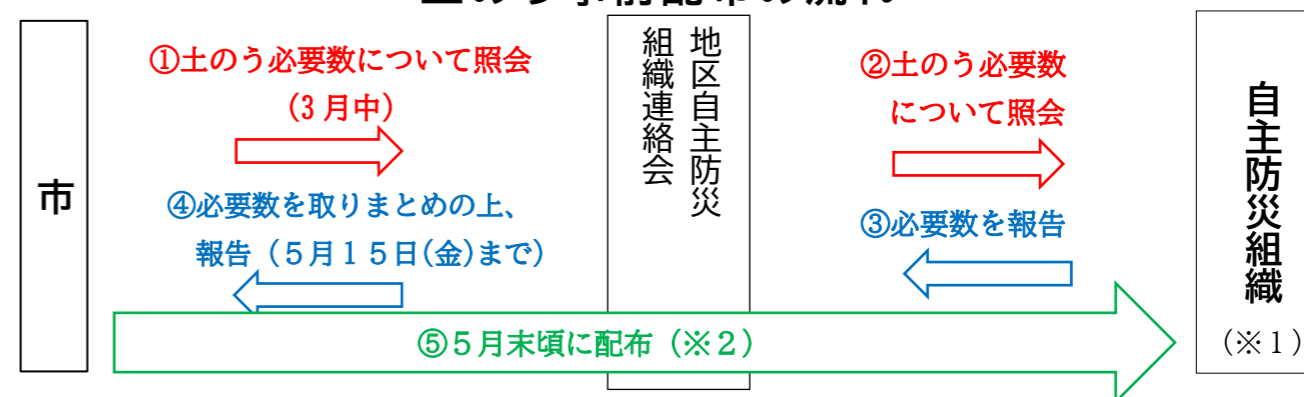 ①土のう必要数について照会
（3月中）
②土のう必要数
について照会
市
地区自主防災
組織連絡会
自主防災組織
（※１）
④必要数を取りまとめの上、
報告（５月１５日(金)まで）
③必要数を報告
⑤５月末頃に配布（※２）